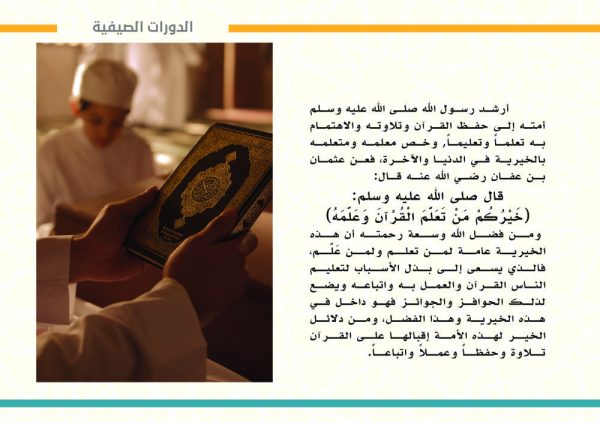 الدورات الصيفية
أرشد رسول الله صلى الله عليه وسلم
أمته إلى حفظ القرآن وتلاوته والاهتمام
به تعلماً وتعليماً، وخص معلمه ومتعلمه
بالخيرية في الدنيا والآخرة، فعن عثمان
بن عفان رضي الله عنه قال:
قال صلى الله عليه وسلم:
(خَيْرُكُمْ مَنْ تَعَلَّمَ الْقُرْآنَ وَعَلَّمَهُ)
ومن فضل الله وسعة رحمته أن هذه
الخيرية عامة لمن تعلم ولمن علّم،
فالذي يسعى إلى بذل الأسباب لتعليم
الناس القرآن والعمل به واتباعه ويضع
لذلك الحوافز والجوائز فهو داخل في
هذه الخيرية وهذا الفضل، ومن دلائل
الخير لهذه الأمة إقبالها على القرآن
تلاوة وحفظاً وعملاً واتباعاً.